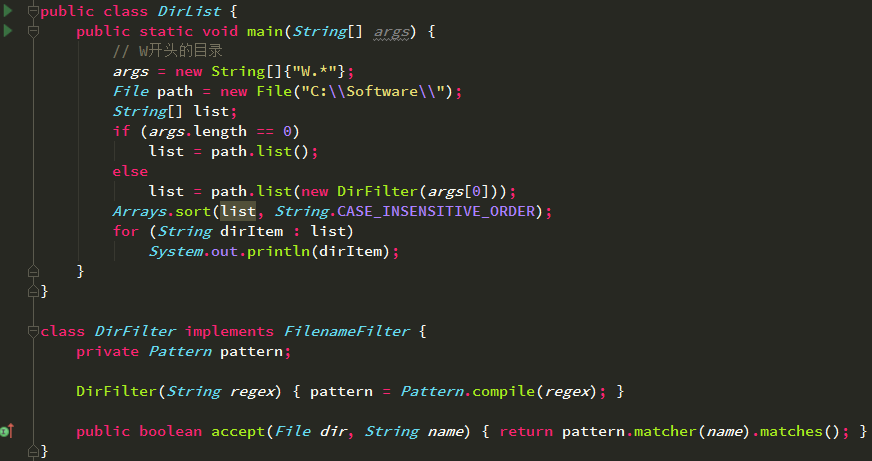 public class DirList {
    public static void main(String[] args) {
        // W开头的目录
        args = new String[]{"W.*"};
        File path = new File("C:\\Software\\");
        String[] list;
        if (args.length == 0)
            list = path.list();
        else
            list = path.list(new DirFilter(args[0]));
        Arrays.sort(list, String.CASE_INSENSITIVE_ORDER);
        for (String dirItem : list)
            System.out.println(dirItem);
    }
}
class DirFilter implements FilenameFilter {
    private Pattern pattern;
    DirFilter(String regex) { pattern = Pattern.compile(regex); }
    public boolean accept(File dir, String name) { return pattern.matcher(name).matches(); }
}